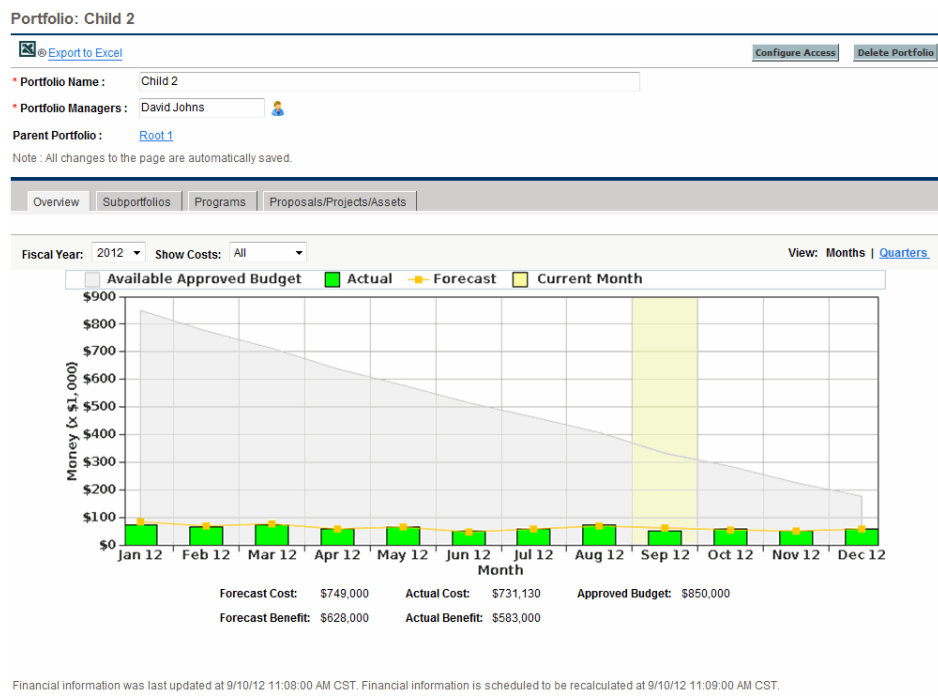 Portfolio: Child 2
® Export to Excel Configure Access Delete Portfolio
* Portfolio Name : Child 2
* Portfolio Managers : David Johns
Parent Portfolio : Root 1
Note : All changes to the page are automatically saved.
Overview Subportfolios Programs Proposals/Projects/Assets
Fiscal Year: 2012 Show Costs: All View: Months | Quarters
Available Approved Budget Actual Forecast Current Month
$900
$800
$700
$600
$500
$400
$300
$200
$100
$0
Money (x $1,000)
Jan 12 Feb 12 Mar 12 Apr 12 May 12 Jun 12 Jul 12 Aug 12 Sep 12 Oct 12 Nov 12 Dec 12
Month
Forecast Cost: $749,000 Actual Cost: $731,130 Approved Budget: $850,000
Forecast Benefit: $628,000 Actual Benefit: $583,000
Financial information was last updated at 9/10/12 11:08:00 AM CST. Financial information is scheduled to be recalculated at 9/10/12 11:09:00 AM CST.